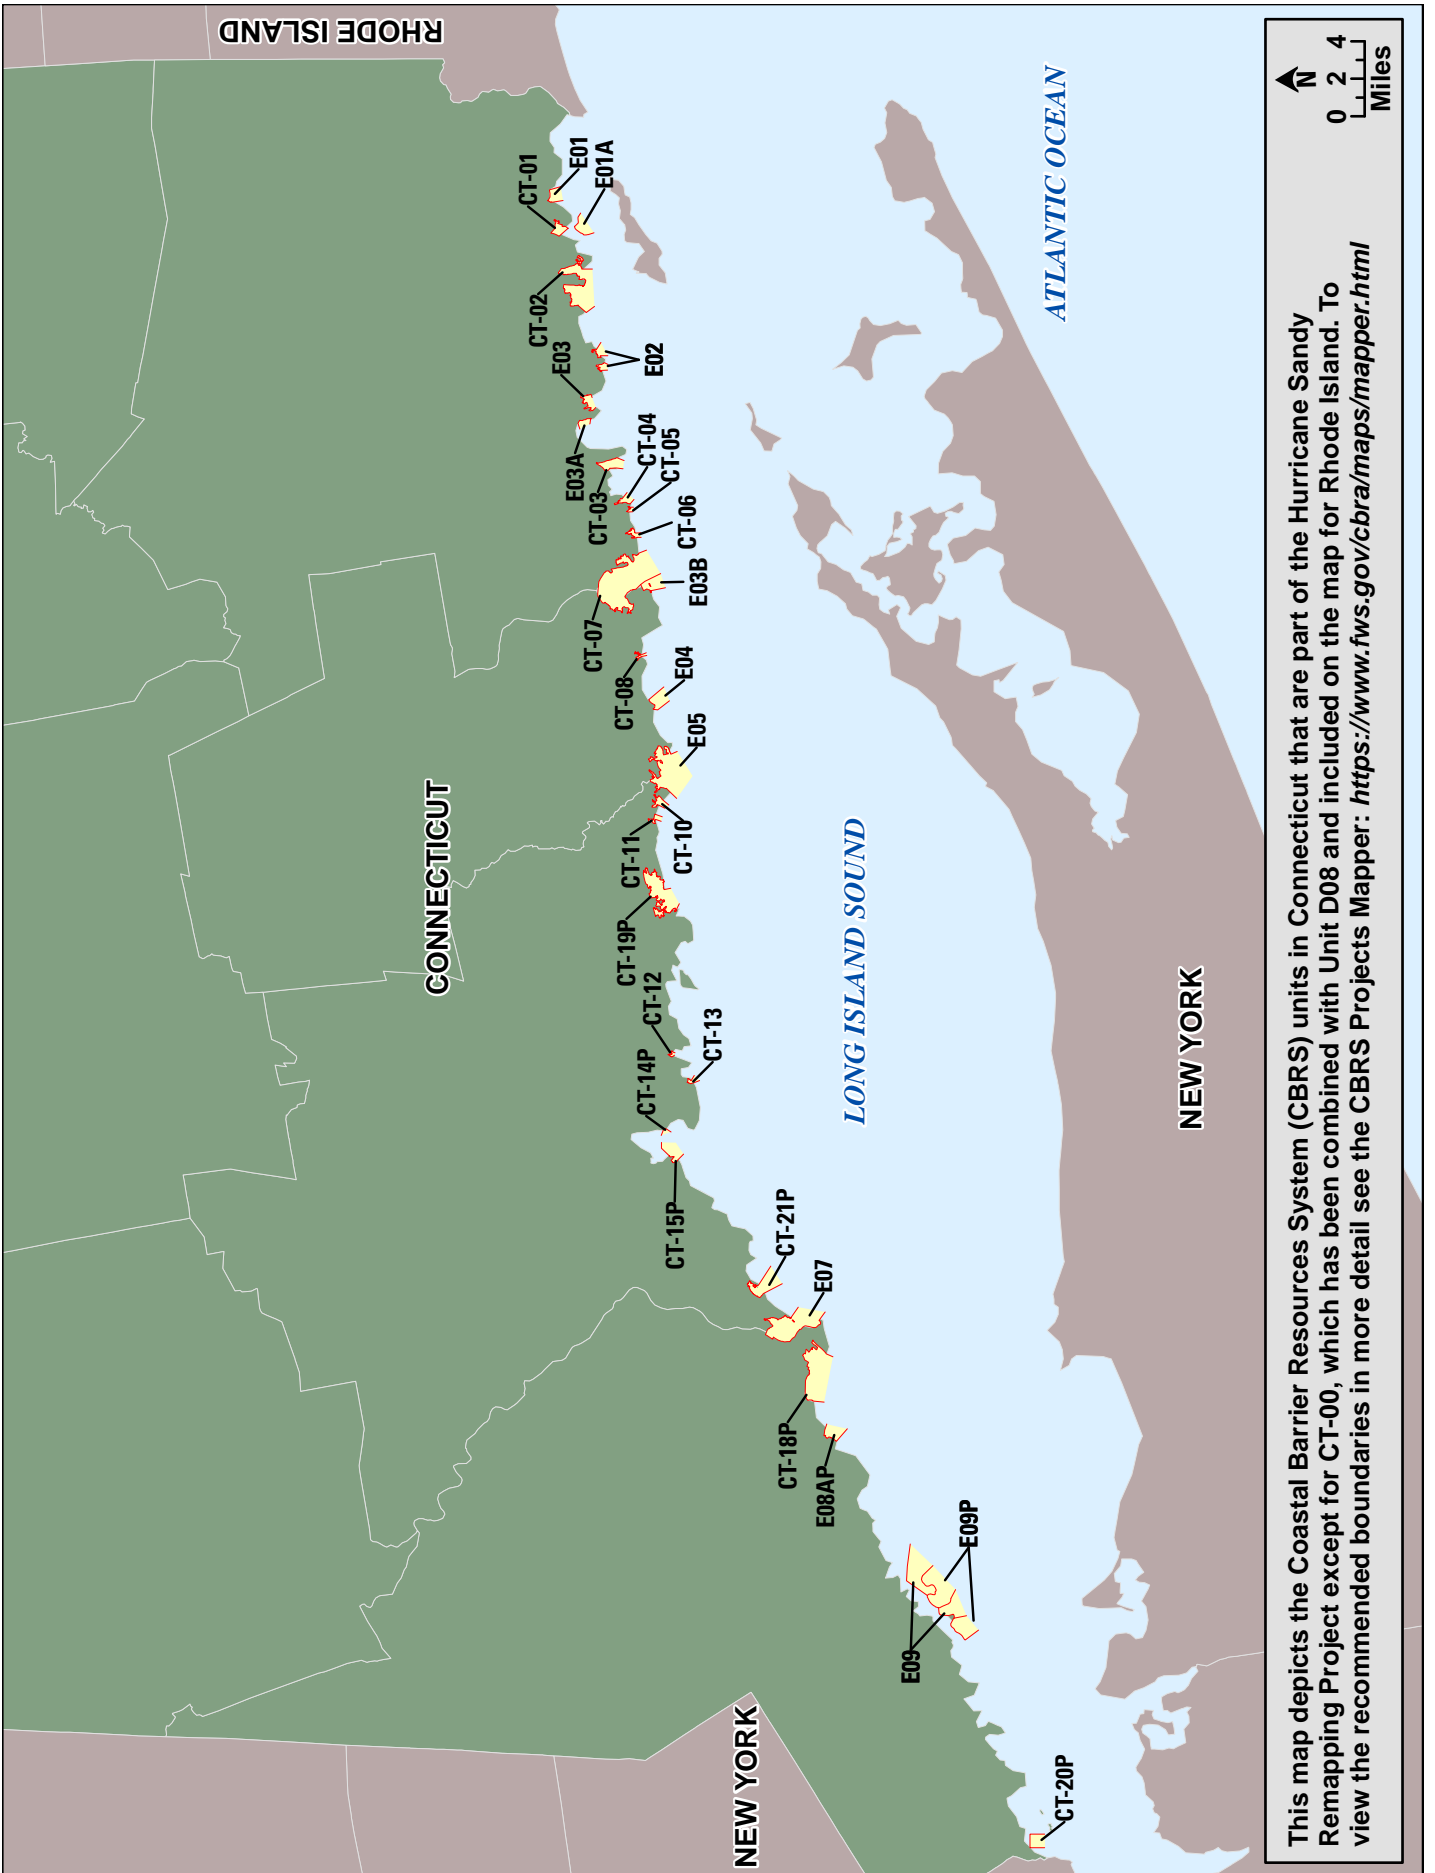 CONNECTICUT
RHODE ISLAND
NEW YORK
NEW YORK
LONG ISLAND SOUND
ATLANTIC OCEAN
CT-20P
E09
E09P
E08AP
CT-18P
E07
CT-21P
CT-15P
CT-14P
CT-13
CT-12
CT-19P
CT-11
CT-10
E05
E04
CT-08
CT-07
E03B
CT-06
CT-05
CT-04
CT-03
E03A
E03
E02
CT-02
CT-01
E01
E01A
This map depicts the Coastal Barrier Resources System (CBRS) units in Connecticut that are part of the Hurricane Sandy
Remapping Project except for CT-00, which has been combined with Unit D08 and included on the map for Rhode Island. To
view the recommended boundaries in more detail see the CBRS Projects Mapper: https://www.fws.gov/cbra/maps/mapper.html
N
0 2 4
Miles